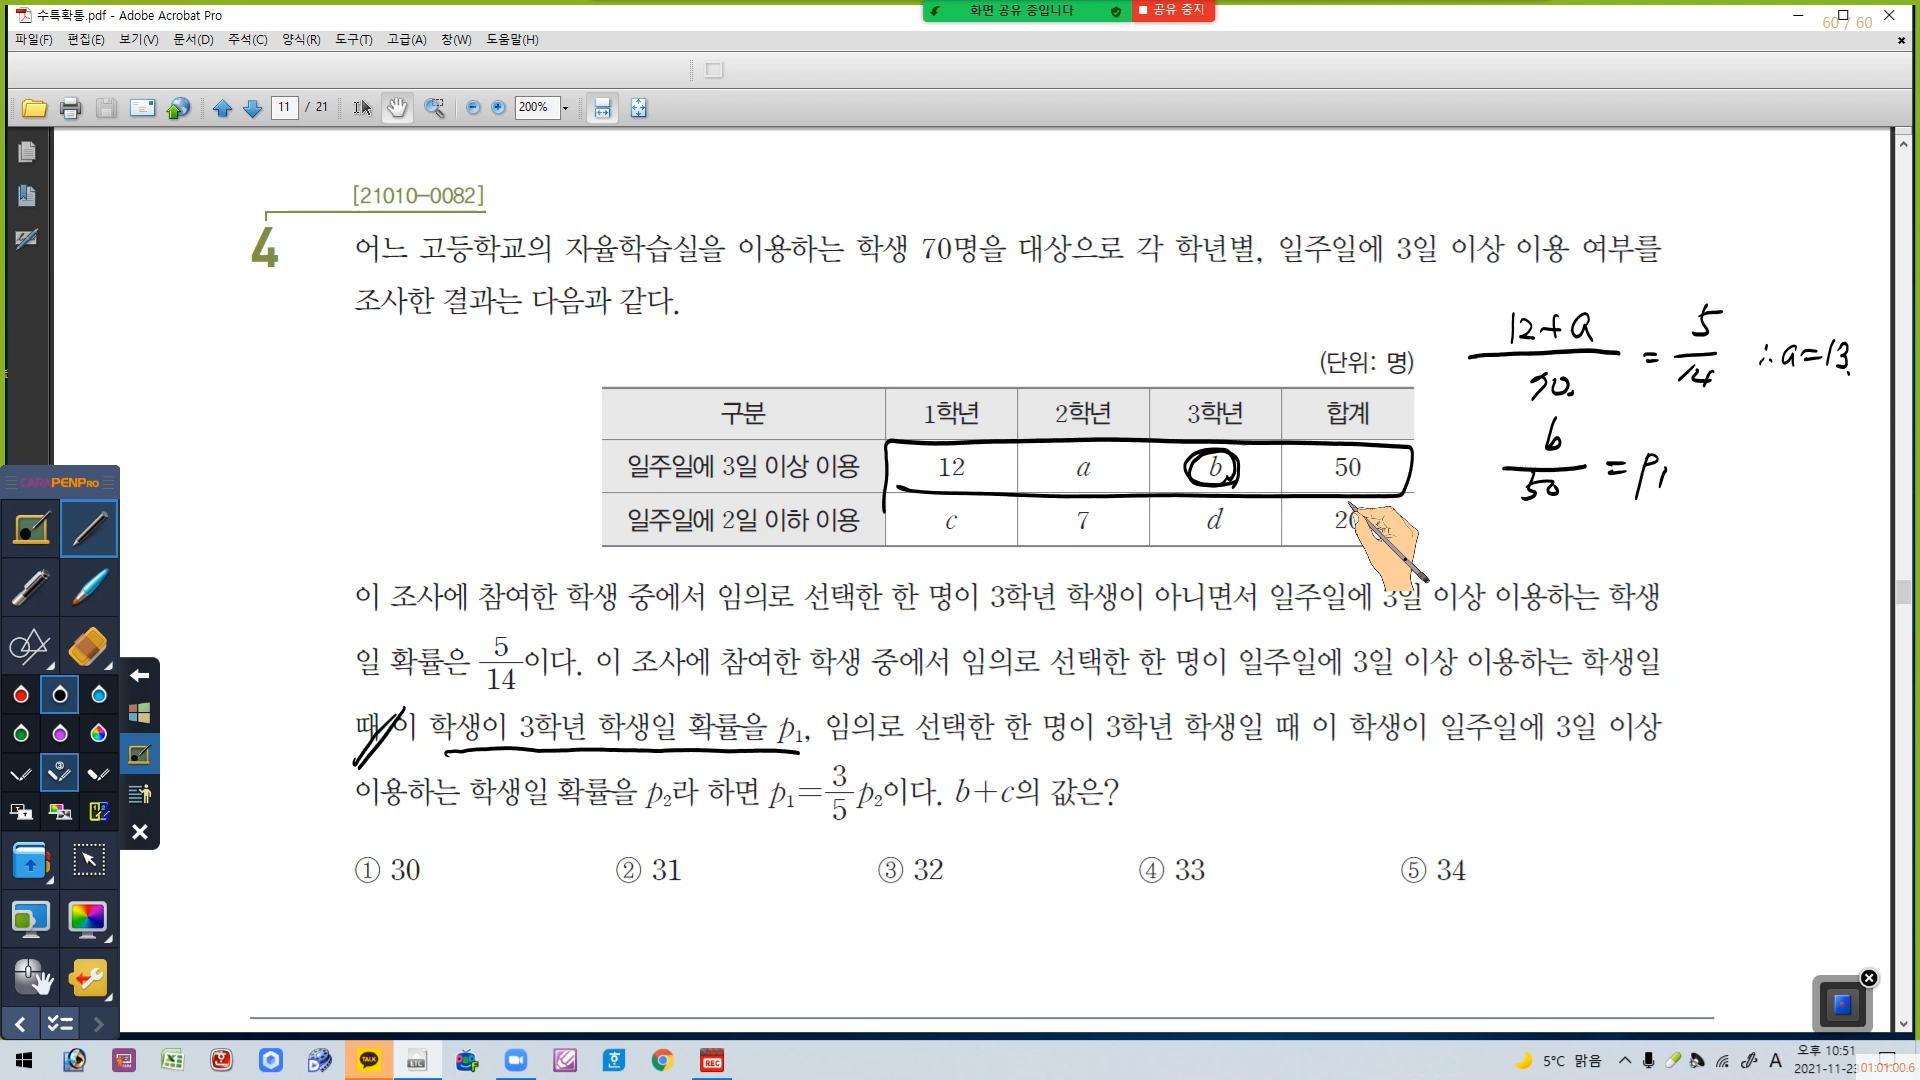 수특확통.pdf - Adobe Acrobat Pro
화면 공유 중입니다
공유 중지
60 / 60
파일(F) 편집(E) 보기(V) 문서(D) 주석(C) 양식(R) 도구(T) 고급(A) 창(W) 도움말(H)
11 / 21
200%
[21010-0082]
4
어느 고등학교의 자율학습실을 이용하는 학생 70명을 대상으로 각 학년별, 일주일에 3일 이상 이용 여부를
조사한 결과는 다음과 같다.
(단위: 명)
구분 1학년 2학년 3학년 합계
일주일에 3일 이상 이용 12 a b 50
일주일에 2일 이하 이용 c 7 d 20
12+a / 70 = 5/14 ∴a=13.
b/50 = p₁
이 조사에 참여한 학생 중에서 임의로 선택한 한 명이 3학년 학생이 아니면서 일주일에 3일 이상 이용하는 학생
일 확률은 5/14이다. 이 조사에 참여한 학생 중에서 임의로 선택한 한 명이 일주일에 3일 이상 이용하는 학생일
때 이 학생이 3학년 학생일 확률을 p₁, 임의로 선택한 한 명이 3학년 학생일 때 이 학생이 일주일에 3일 이상
이용하는 학생일 확률을 p₂라 하면 p₁=3/5 p₂이다. b+c의 값은?
① 30 ② 31 ③ 32 ④ 33 ⑤ 34
CARAPENPRO
TALK
ETC
REC
5°C 맑음
A
오후 10:51
2021-11-23
01:01:00.6